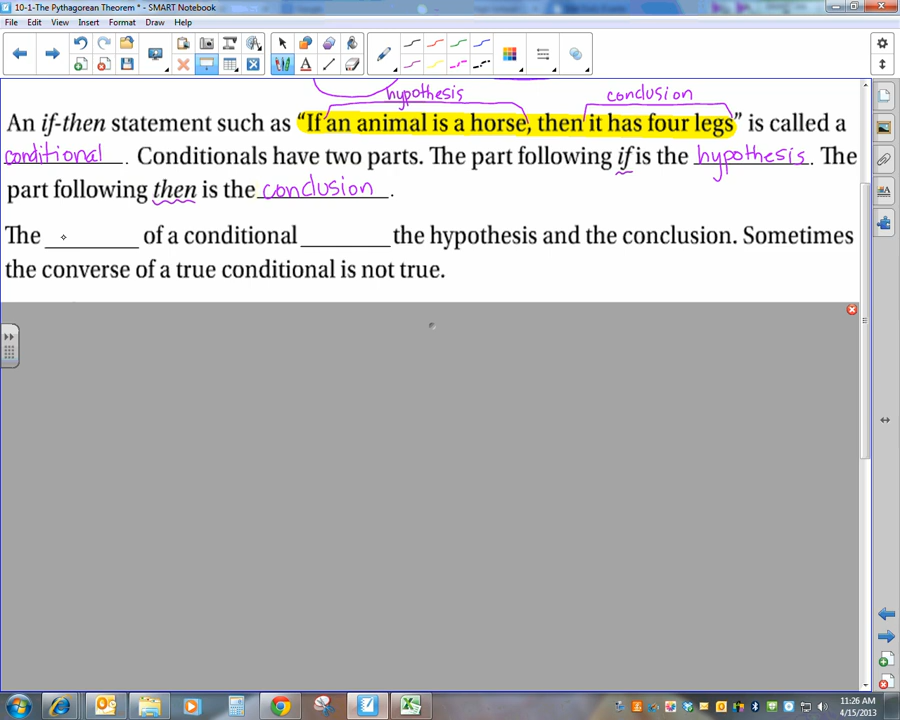 10-1-The Pythagorean Theorem * - SMART Notebook
File Edit View Insert Format Draw Help
hypothesis conclusion
An if-then statement such as “If an animal is a horse, then it has four legs” is called a
conditional. Conditionals have two parts. The part following if is the hypothesis. The
part following then is the conclusion.
The ________ of a conditional ________ the hypothesis and the conclusion. Sometimes
the converse of a true conditional is not true.
11:26 AM
4/15/2013